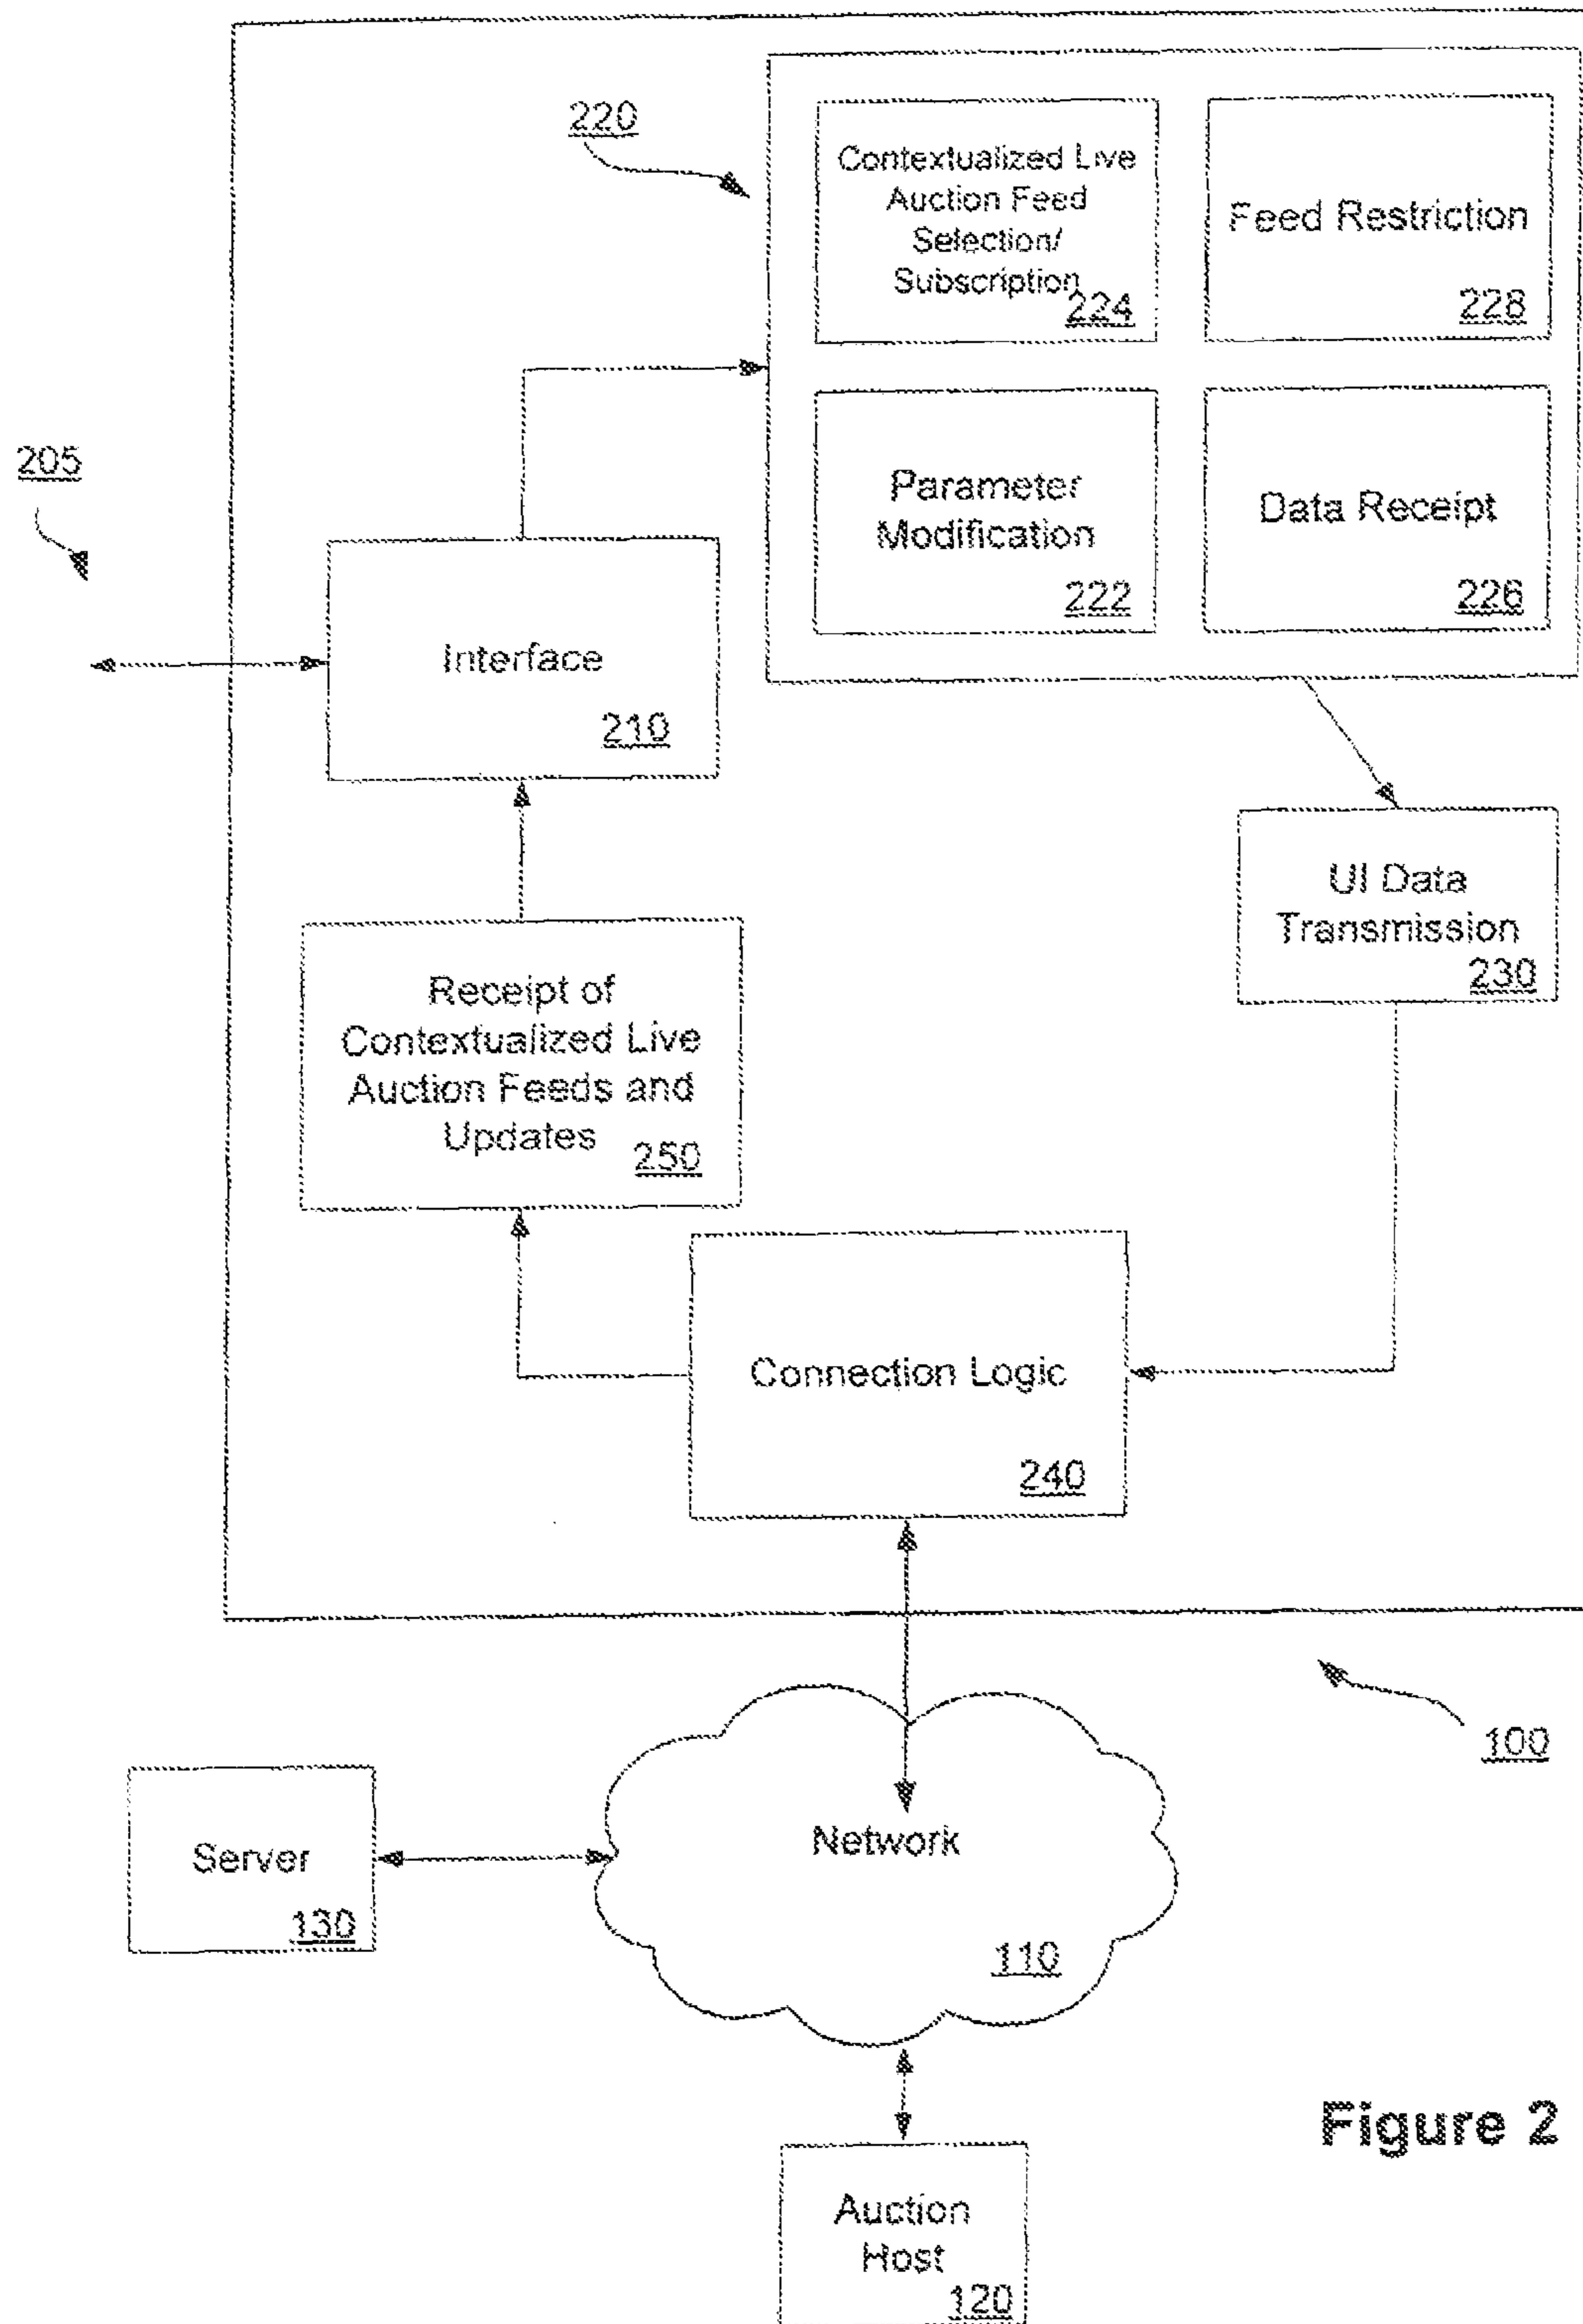 220
Contextualized Live
Auction Feed
Selection/
Subscription
224
Feed Restriction
228
205
Parameter
Modification
222
Data Receipt
226
Interface
210
UI Data
Transmission
230
Receipt of
Contextualized Live
Auction Feeds and
Updates
250
Connection Logic
240
100
Server
130
Network
110
Figure 2
Auction
Host
120